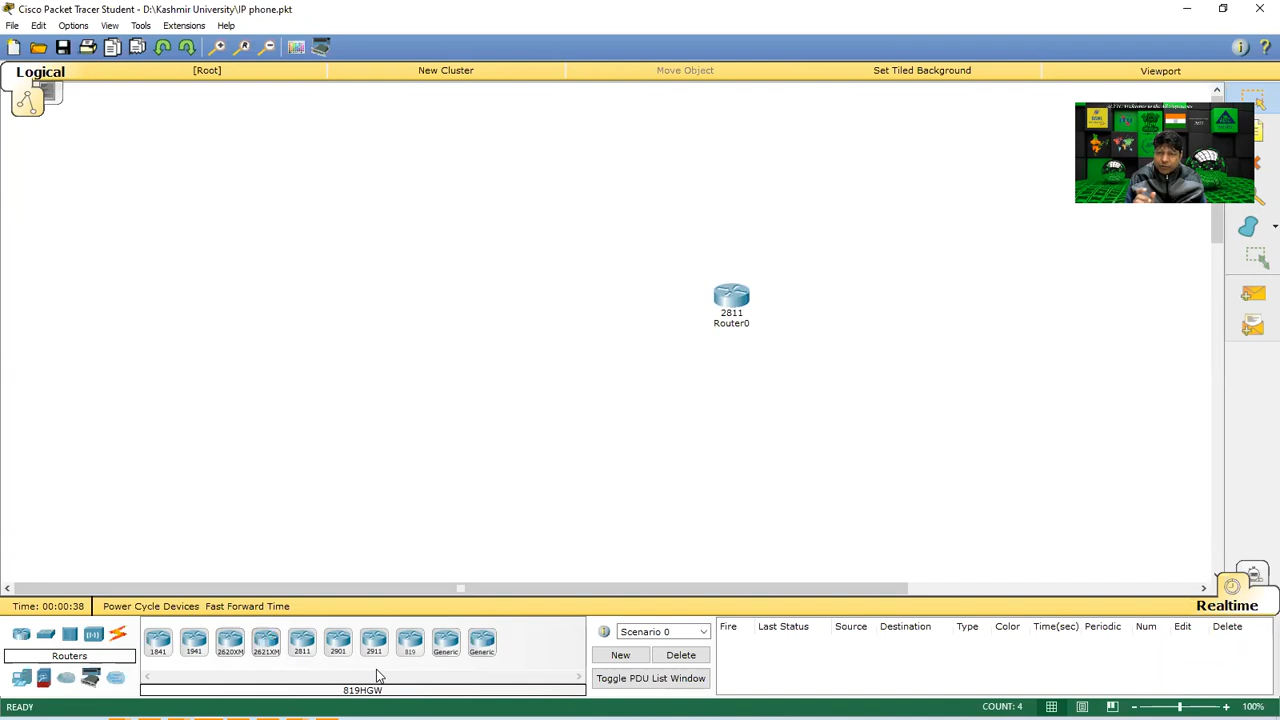 Cisco Packet Tracer Student - D:\Kashmir University\IP phone.pkt
File Edit Options View Tools Extensions Help
Logical [Root] New Cluster Move Object Set Tiled Background Viewport
2811
Router0
Time: 00:00:38 Power Cycle Devices Fast Forward Time Realtime
1841 1941 2620XM 2621XM 2811 2901 2911 819 Generic Generic
Routers
819HGW
Scenario 0
New Delete
Toggle PDU List Window
Fire Last Status Source Destination Type Color Time(sec) Periodic Num Edit Delete
READY COUNT: 4 100%